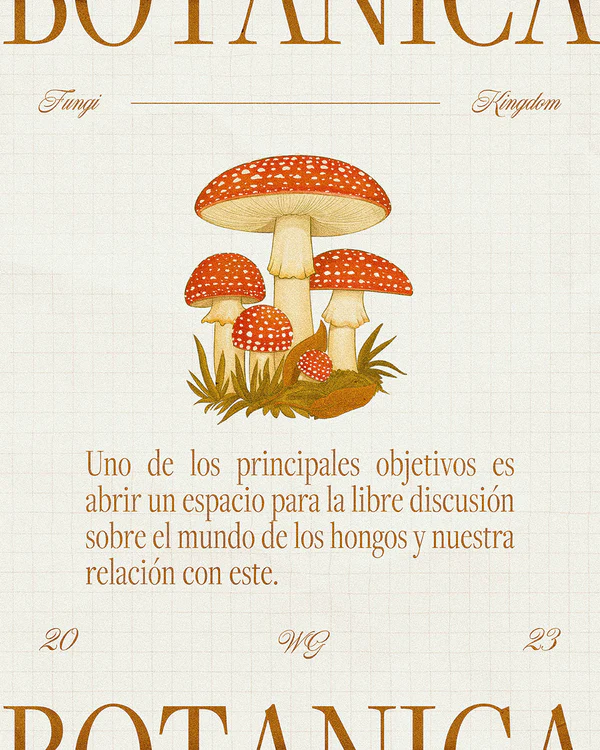 BOTANICA
Fungi Kingdom
Uno de los principales objetivos es
abrir un espacio para la libre discusión
sobre el mundo de los hongos y nuestra
relación con este.
20 WG 23
BOTANICA